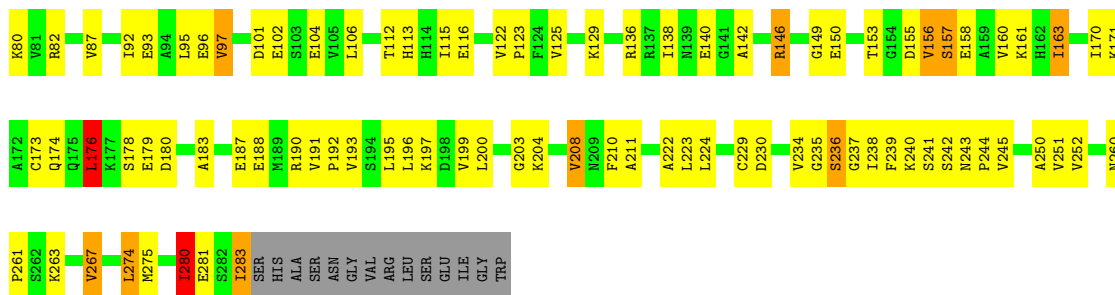 K80 V81 R82 V87 I92 E93 A94 L95 E96 V97 D101 E102 S103 E104 V105 L106 T112 H113 H114 I115 E116 V122 P123 F124 V125 K129 R136 R137 I138 N139 E140 G141 A142 R146 G149 E150 T153 G154 D155 V156 S157 E158 A159 V160 K161 H162 I163 I170 K171
A172 C173 Q174 Q175 L176 K177 S178 E179 D180 A183 E187 E188 M189 R190 V191 P192 V193 S194 L195 L196 K197 D198 V199 L200 G203 K204 V208 N209 F210 A211 A222 L223 L224 C229 D230 V234 G235 S236 G237 I238 F239 K240 S241 S242 N243 P244 V245 A250 V251 V252 N260
P261 S262 K263 V267 L274 M275 I280 E281 S282 I283 SER HIS ALA SER ASN GLY VAL ARG LEU SER GLU ILE GLY TRP